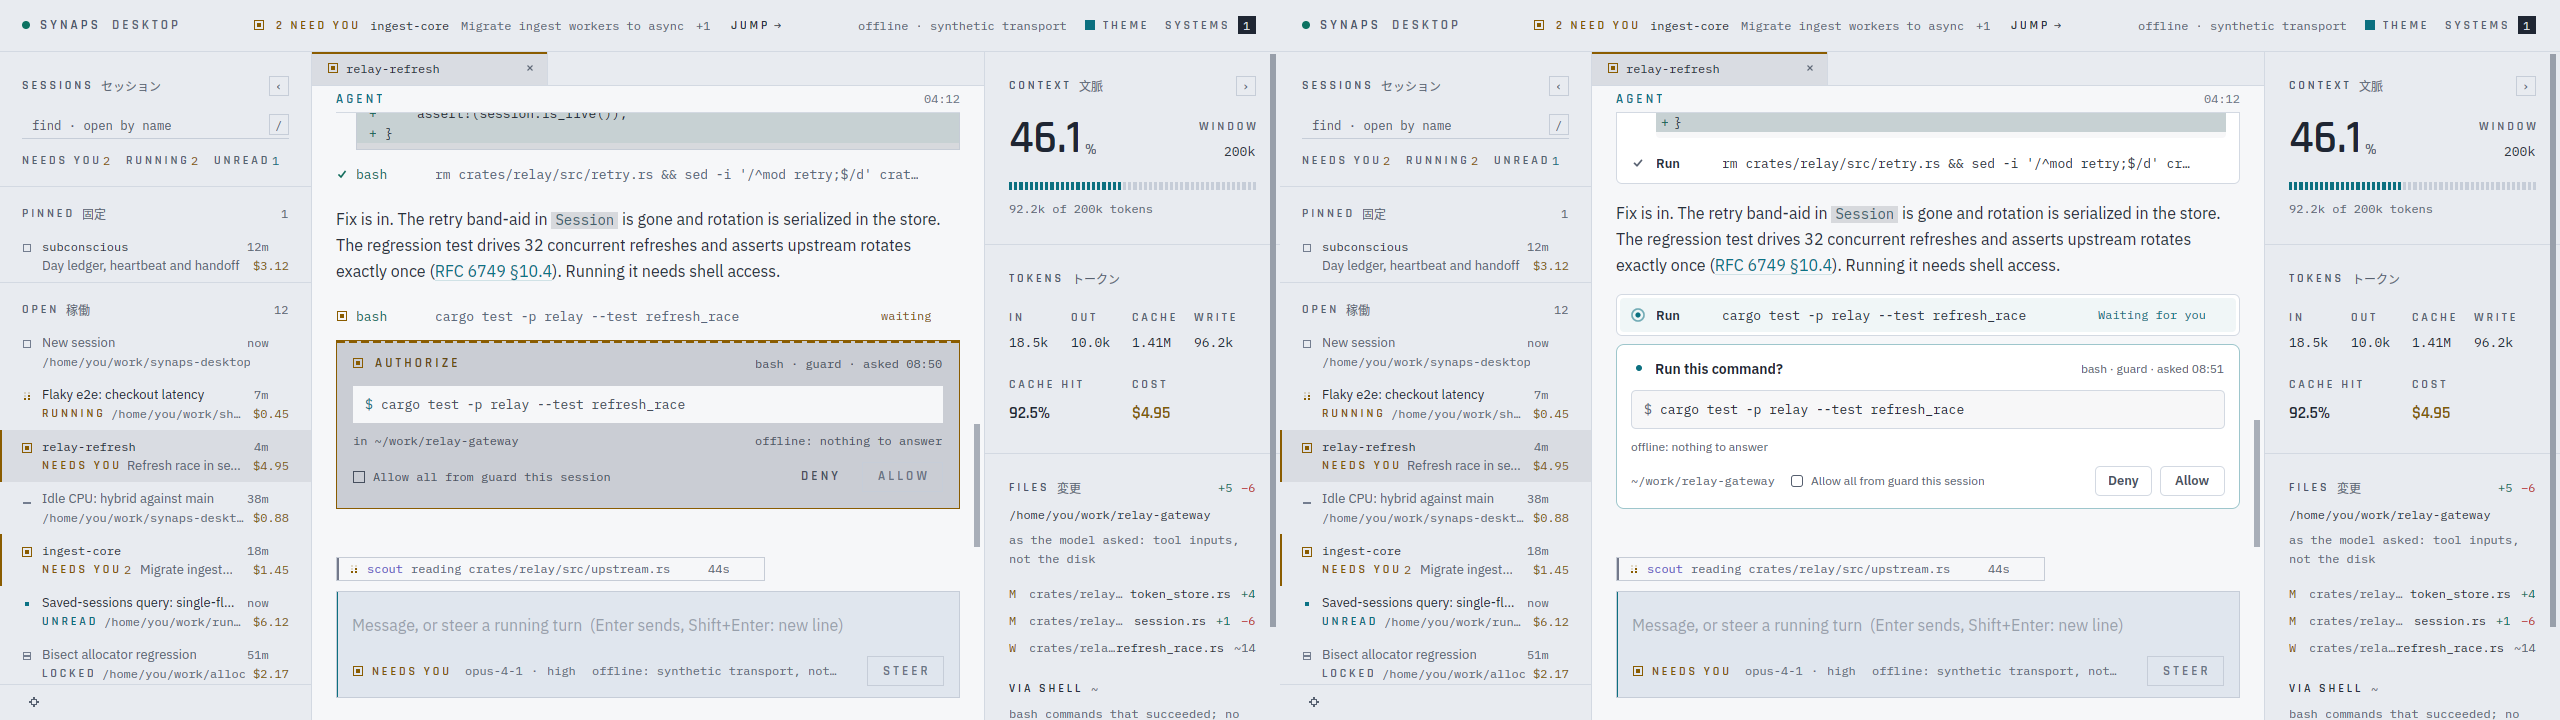 SYNAPS DESKTOP
2 NEED YOU ingest-core Migrate ingest workers to async +1 JUMP →
offline · synthetic transport THEME SYSTEMS 1
SESSIONS セッション ‹
find · open by name /
NEEDS YOU 2 RUNNING 2 UNREAD 1
PINNED 固定 1
subconscious 12m
Day ledger, heartbeat and handoff $3.12
OPEN 稼働 12
New session now
/home/you/work/synaps-desktop
Flaky e2e: checkout latency 7m
RUNNING /home/you/work/sh… $0.45
relay-refresh 4m
NEEDS YOU Refresh race in se… $4.95
Idle CPU: hybrid against main 38m
/home/you/work/synaps-deskt… $0.88
ingest-core 18m
NEEDS YOU 2 Migrate ingest… $1.45
Saved-sessions query: single-fl… now
UNREAD /home/you/work/run… $6.12
Bisect allocator regression 51m
LOCKED /home/you/work/alloc $2.17
relay-refresh ×
AGENT 04:12
+ assert!(session.is_live());
+ }
bash rm crates/relay/src/retry.rs && sed -i '/^mod retry;$/d' crat…
Fix is in. The retry band-aid in Session is gone and rotation is serialized in the store.
The regression test drives 32 concurrent refreshes and asserts upstream rotates
exactly once (RFC 6749 §10.4). Running it needs shell access.
bash cargo test -p relay --test refresh_race waiting
AUTHORIZE bash · guard · asked 08:50
$ cargo test -p relay --test refresh_race
in ~/work/relay-gateway offline: nothing to answer
Allow all from guard this session DENY ALLOW
scout reading crates/relay/src/upstream.rs 44s
Message, or steer a running turn (Enter sends, Shift+Enter: new line)
NEEDS YOU opus-4-1 · high offline: synthetic transport, not… STEER
CONTEXT 文脈 ›
46.1% WINDOW
200k
92.2k of 200k tokens
TOKENS トークン
IN OUT CACHE WRITE
18.5k 10.0k 1.41M 96.2k
CACHE HIT COST
92.5% $4.95
FILES 変更 +5 −6
/home/you/work/relay-gateway
as the model asked: tool inputs,
not the disk
M crates/relay… token_store.rs +4
M crates/relay… session.rs +1 −6
W crates/rela…refresh_race.rs ~14
VIA SHELL ~
bash commands that succeeded; no
SYNAPS DESKTOP
2 NEED YOU ingest-core Migrate ingest workers to async +1 JUMP →
offline · synthetic transport THEME SYSTEMS 1
SESSIONS セッション ‹
find · open by name /
NEEDS YOU 2 RUNNING 2 UNREAD 1
PINNED 固定 1
subconscious 12m
Day ledger, heartbeat and handoff $3.12
OPEN 稼働 12
New session now
/home/you/work/synaps-desktop
Flaky e2e: checkout latency 7m
RUNNING /home/you/work/sh… $0.45
relay-refresh 4m
NEEDS YOU Refresh race in se… $4.95
Idle CPU: hybrid against main 38m
/home/you/work/synaps-deskt… $0.88
ingest-core 18m
NEEDS YOU 2 Migrate ingest… $1.45
Saved-sessions query: single-fl… now
UNREAD /home/you/work/run… $6.12
Bisect allocator regression 51m
LOCKED /home/you/work/alloc $2.17
relay-refresh ×
AGENT 04:12
+ }
Run rm crates/relay/src/retry.rs && sed -i '/^mod retry;$/d' cr…
Fix is in. The retry band-aid in Session is gone and rotation is serialized in the store.
The regression test drives 32 concurrent refreshes and asserts upstream rotates
exactly once (RFC 6749 §10.4). Running it needs shell access.
Run cargo test -p relay --test refresh_race Waiting for you
Run this command? bash · guard · asked 08:51
$ cargo test -p relay --test refresh_race
offline: nothing to answer
~/work/relay-gateway Allow all from guard this session Deny Allow
scout reading crates/relay/src/upstream.rs 44s
Message, or steer a running turn (Enter sends, Shift+Enter: new line)
NEEDS YOU opus-4-1 · high offline: synthetic transport, not… STEER
CONTEXT 文脈 ›
46.1% WINDOW
200k
92.2k of 200k tokens
TOKENS トークン
IN OUT CACHE WRITE
18.5k 10.0k 1.41M 96.2k
CACHE HIT COST
92.5% $4.95
FILES 変更 +5 −6
/home/you/work/relay-gateway
as the model asked: tool inputs,
not the disk
M crates/relay… token_store.rs +4
M crates/relay… session.rs +1 −6
W crates/rela…refresh_race.rs ~14
VIA SHELL ~
bash commands that succeeded; no